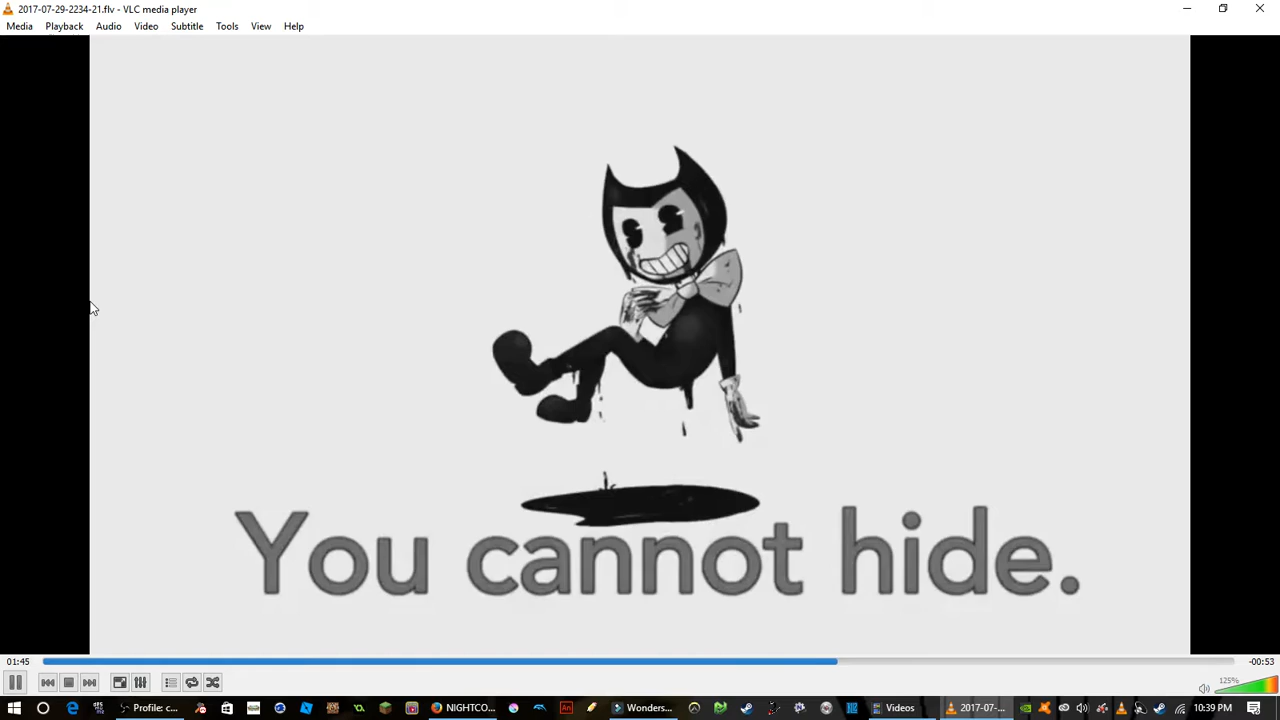 2017-07-29-2234-21.flv - VLC media player
Media Playback Audio Video Subtitle Tools View Help
You cannot hide.
01:45 -00:53
125%
Profile: c... NIGHTCO... Wonders... Videos 2017-07-... 10:39 PM